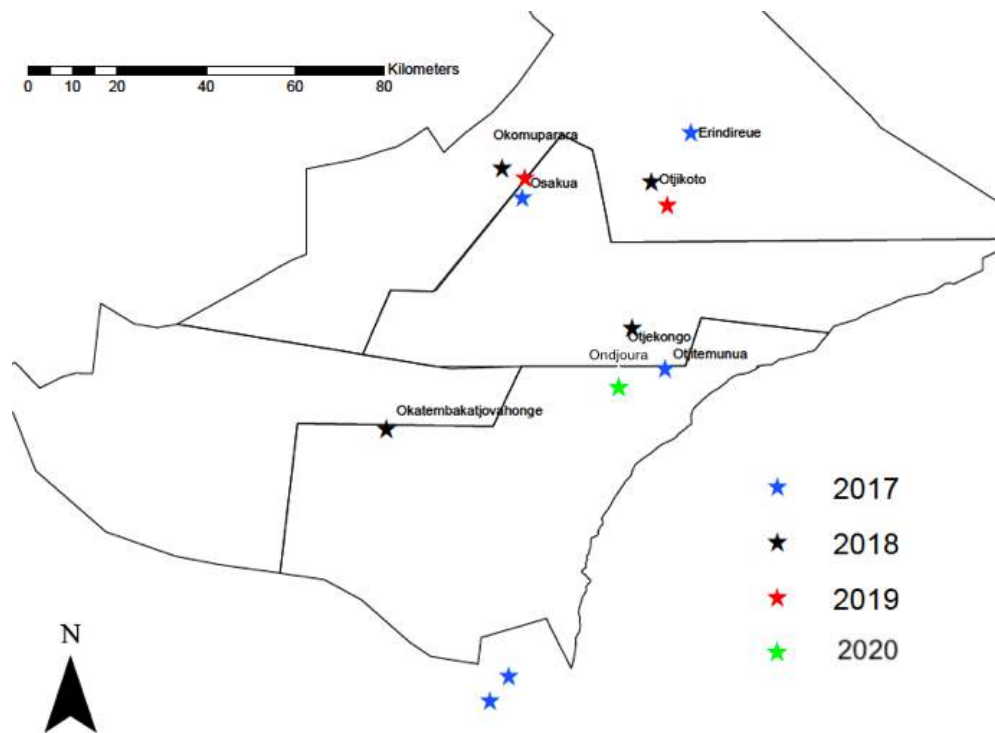 Kilometers
0 5 10 20 40 60 80
Okomuparara
Erindireue
Osakua
Otjikoto
Otjekongo
Ondjoura
Otjitemunua
Okatembakatjovahonge
2017
2018
2019
2020
N